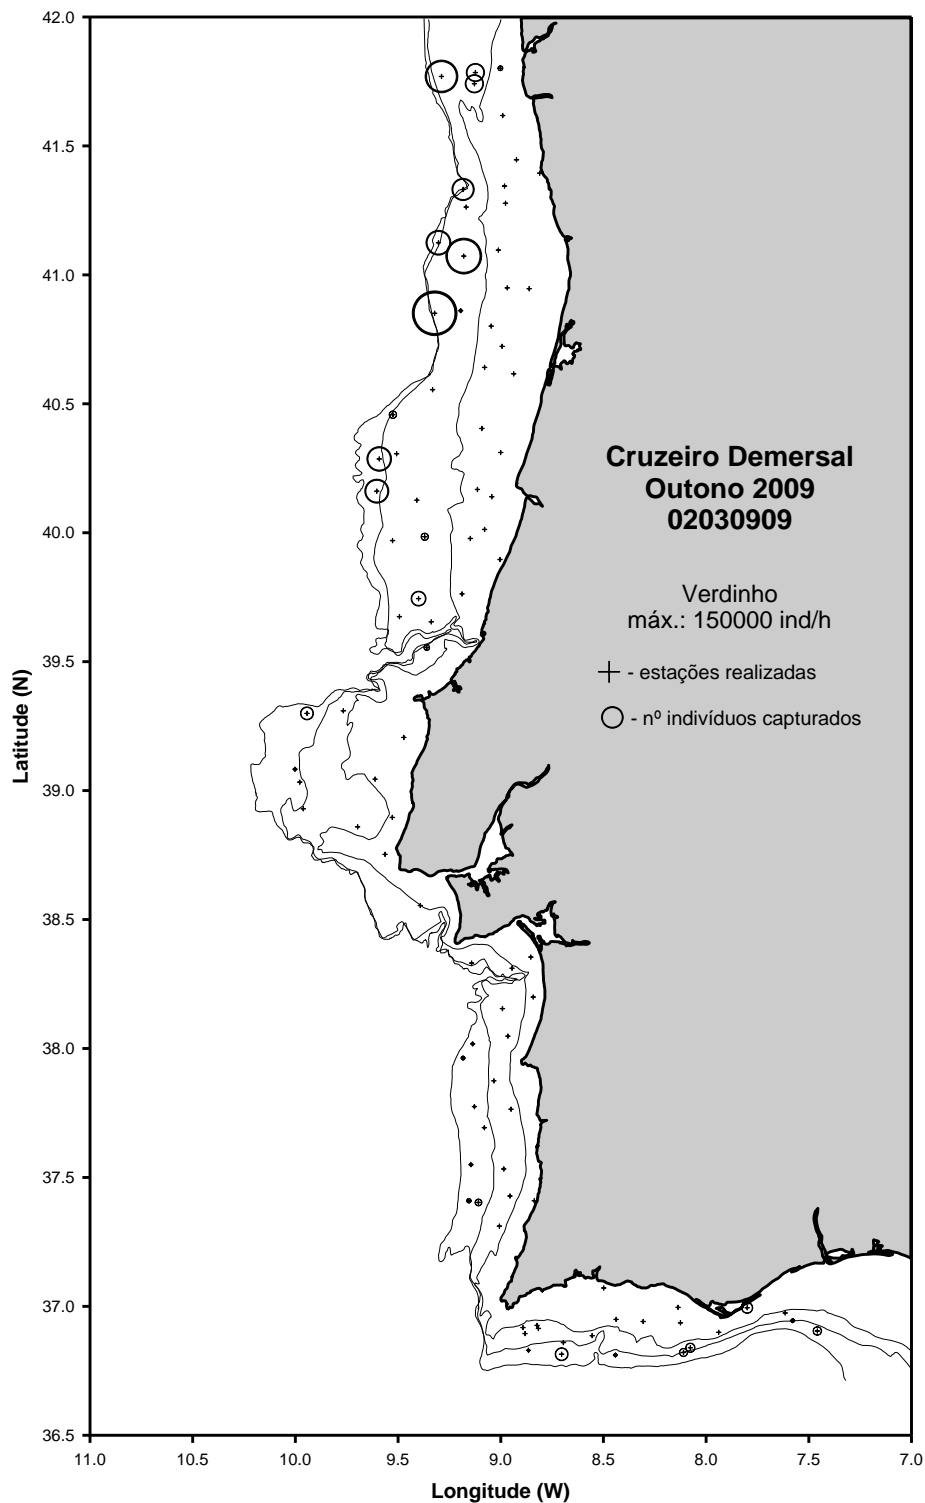 42.0
41.5
41.0
40.5
40.0
39.5
39.0
38.5
38.0
37.5
37.0
36.5
Latitude (N)
Cruzeiro Demersal
Outono 2009
02030909
Verdinho
máx.: 150000 ind/h
- estações realizadas
- nº indivíduos capturados
11.0 10.5 10.0 9.5 9.0 8.5 8.0 7.5 7.0
Longitude (W)